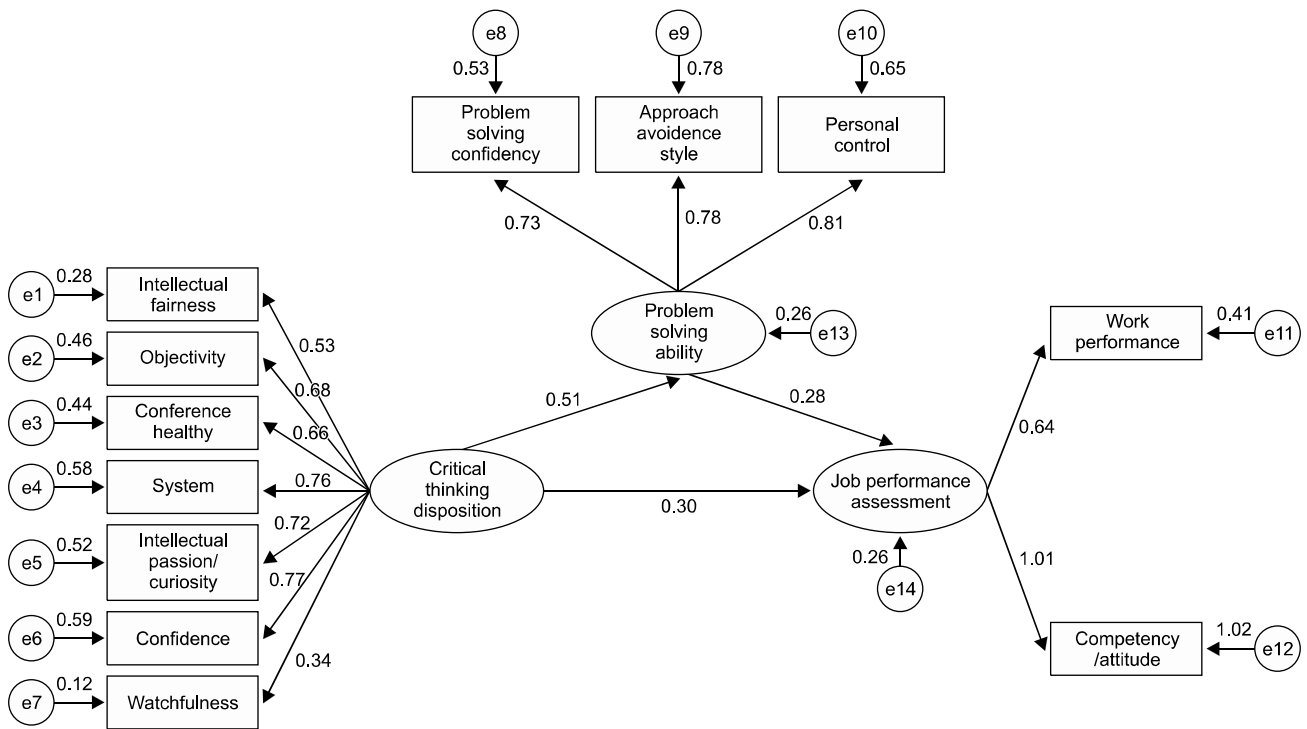 e8
e9
e10
0.53
0.78
0.65
Problem
solving
confidency
Approach
avoidence
style
Personal
control
0.73
0.78
0.81
e1
0.28
Intellectual
fairness
e2
0.46
Objectivity
e3
0.44
Conference
healthy
e4
0.58
System
e5
0.52
Intellectual
passion/
curiosity
e6
0.59
Confidence
e7
0.12
Watchfulness
0.53
0.68
0.66
0.76
0.72
0.77
0.34
Critical
thinking
disposition
0.51
Problem
solving
ability
0.26
e13
0.28
0.30
Job performance
assessment
0.26
e14
0.64
1.01
Work
performance
0.41
e11
Competency
/attitude
1.02
e12